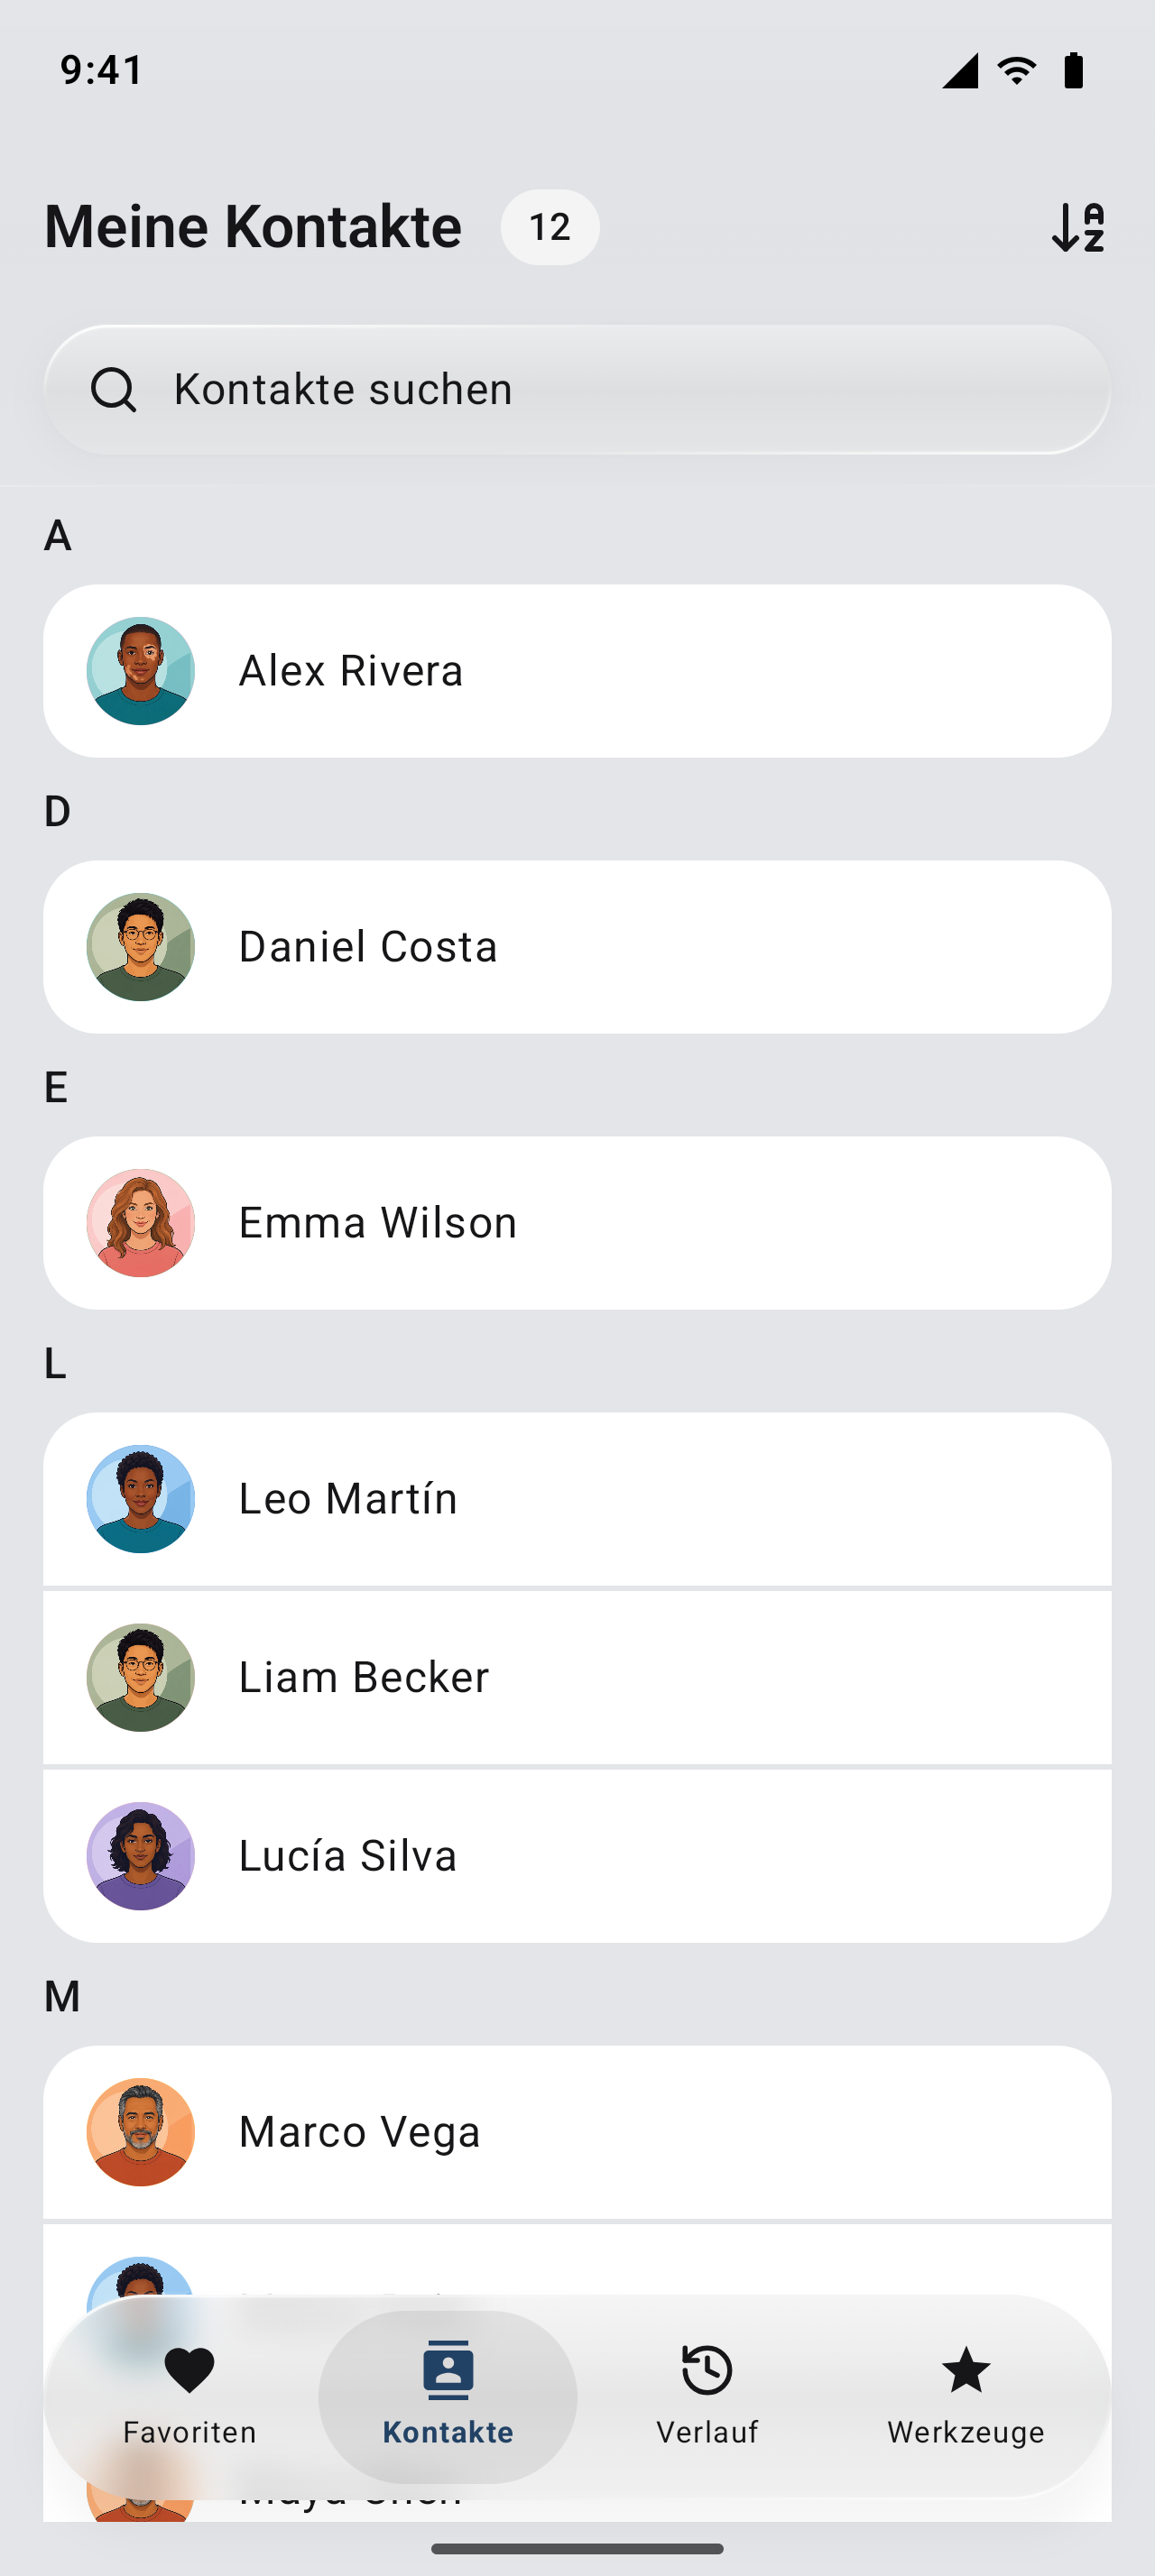 9:41
Meine Kontakte 12
Kontakte suchen
A
Alex Rivera
D
Daniel Costa
E
Emma Wilson
L
Leo Martín
Liam Becker
Lucía Silva
M
Marco Vega
Favoriten Kontakte Verlauf Werkzeuge